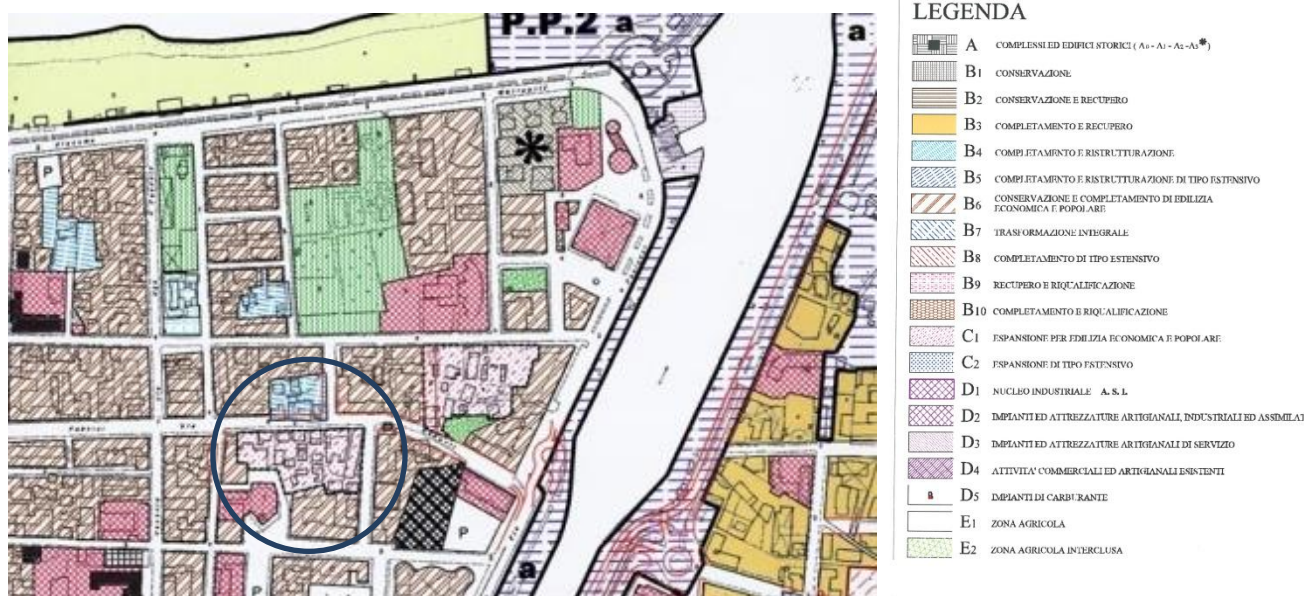 P.P.2
a
a
P
P
P
a
LEGENDA
A COMPLESSI ED EDIFICI STORICI ( A0 - A1 - A2 -A3* )
B1 CONSERVAZIONE
B2 CONSERVAZIONE E RECUPERO
B3 COMPLETAMENTO E RECUPERO
B4 COMPLETAMENTO E RISTRUTTURAZIONE
B5 COMPLETAMENTO E RISTRUTTURAZIONE DI TIPO ESTENSIVO
B6 CONSERVAZIONE E COMPLETAMENTO DI EDILIZIA
ECONOMICA E POPOLARE
B7 TRASFORMAZIONE INTEGRALE
B8 COMPLETAMENTO DI TIPO ESTENSIVO
B9 RECUPERO E RIQUALIFICAZIONE
B10 COMPLETAMENTO E RIQUALIFICAZIONE
C1 ESPANSIONE PER EDILIZIA ECONOMICA E POPOLARE
C2 ESPANSIONE DI TIPO ESTENSIVO
D1 NUCLEO INDUSTRIALE A. S. I.
D2 IMPIANTI ED ATTREZZATURE ARTIGIANALI, INDUSTRIALI ED ASSIMILAT
D3 IMPIANTI ED ATTREZZATURE ARTIGIANALI DI SERVIZIO
D4 ATTIVITA' COMMERCIALI ED ARTIGIANALI ESISTENTI
D5 IMPIANTI DI CARBURANTE
E1 ZONA AGRICOLA
E2 ZONA AGRICOLA INTERCLUSA